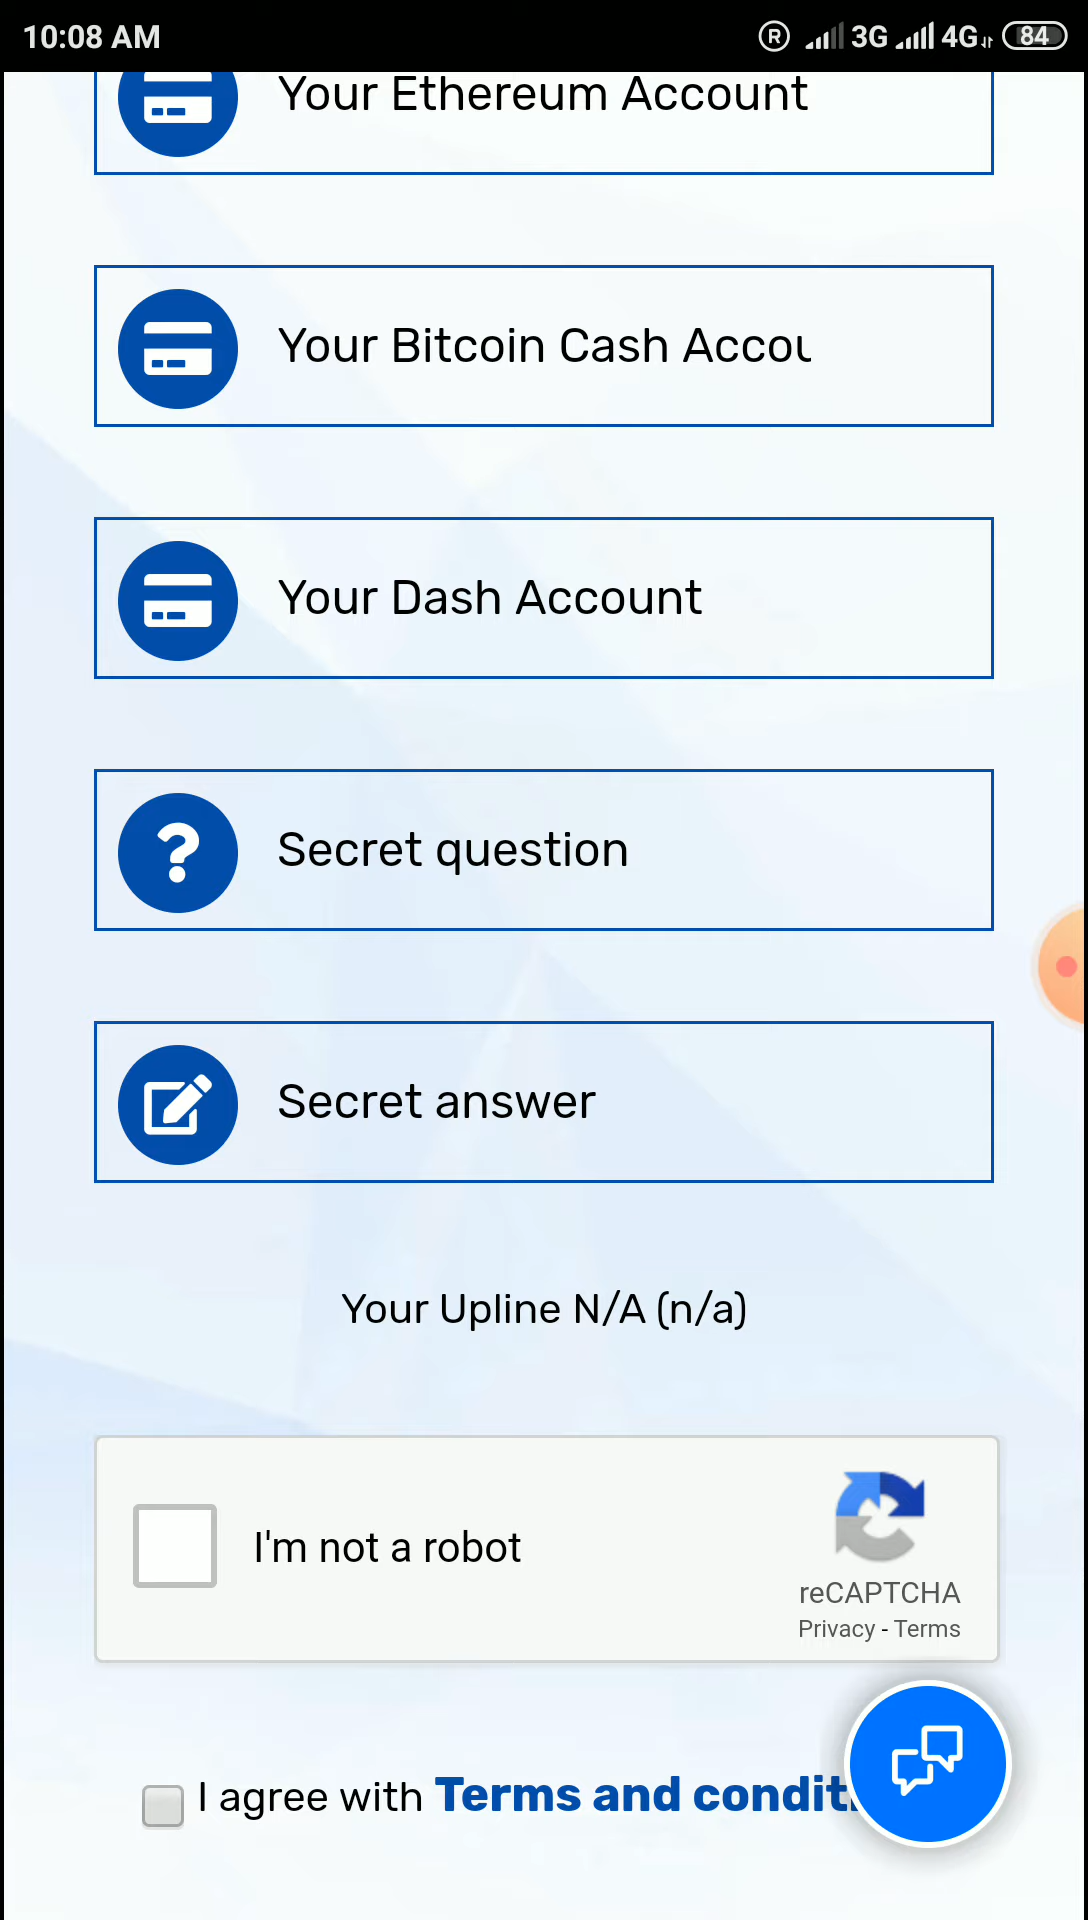 10:08 AM
R 3G 4G 84
Your Ethereum Account
Your Bitcoin Cash Accou
Your Dash Account
Secret question
Secret answer
Your Upline N/A (n/a)
I'm not a robot
reCAPTCHA
Privacy - Terms
I agree with Terms and condit